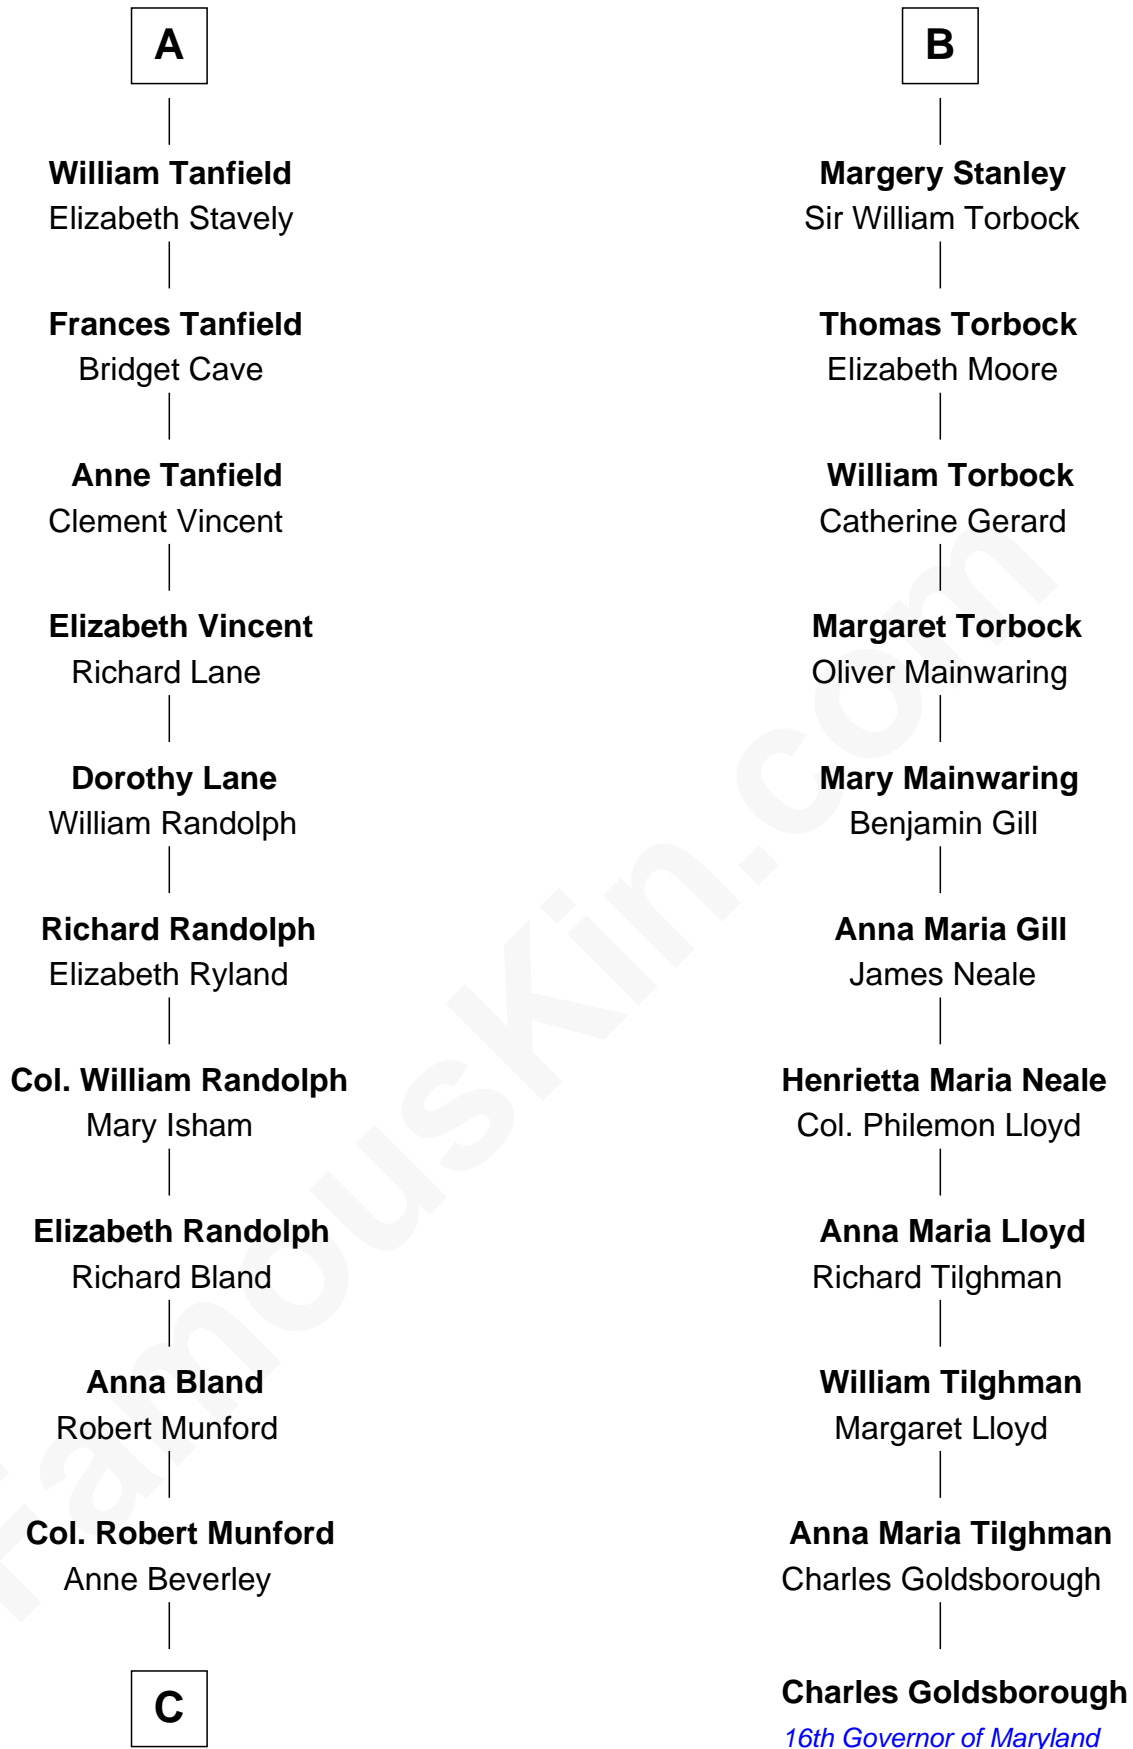 A
William Tanfield
Elizabeth Stavely
Frances Tanfield
Bridget Cave
Anne Tanfield
Clement Vincent
Elizabeth Vincent
Richard Lane
Dorothy Lane
William Randolph
Richard Randolph
Elizabeth Ryland
Col. William Randolph
Mary Isham
Elizabeth Randolph
Richard Bland
Anna Bland
Robert Munford
Col. Robert Munford
Anne Beverley
C
B
Margery Stanley
Sir William Torbock
Thomas Torbock
Elizabeth Moore
William Torbock
Catherine Gerard
Margaret Torbock
Oliver Mainwaring
Mary Mainwaring
Benjamin Gill
Anna Maria Gill
James Neale
Henrietta Maria Neale
Col. Philemon Lloyd
Anna Maria Lloyd
Richard Tilghman
William Tilghman
Margaret Lloyd
Anna Maria Tilghman
Charles Goldsborough
Charles Goldsborough
16th Governor of Maryland
FamousKin.com